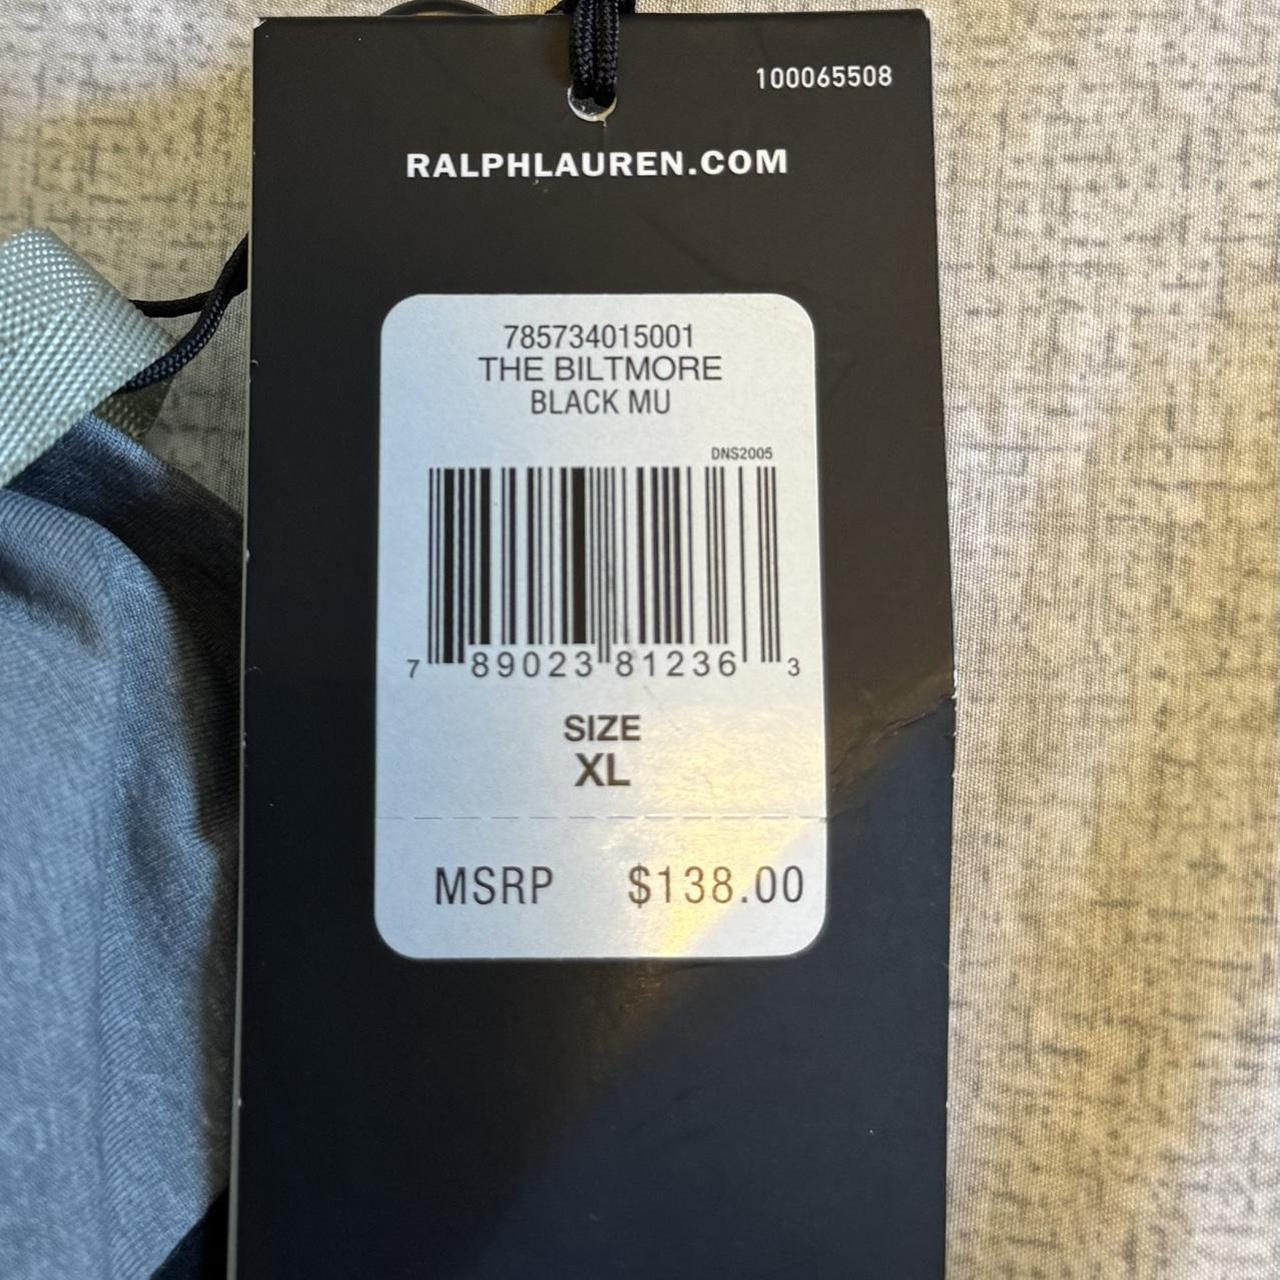 100065508
RALPHLAUREN.COM
785734015001
THE BILTMORE
BLACK MU
DNS2005
7 89023 81236 3
SIZE
XL
MSRP $138.00